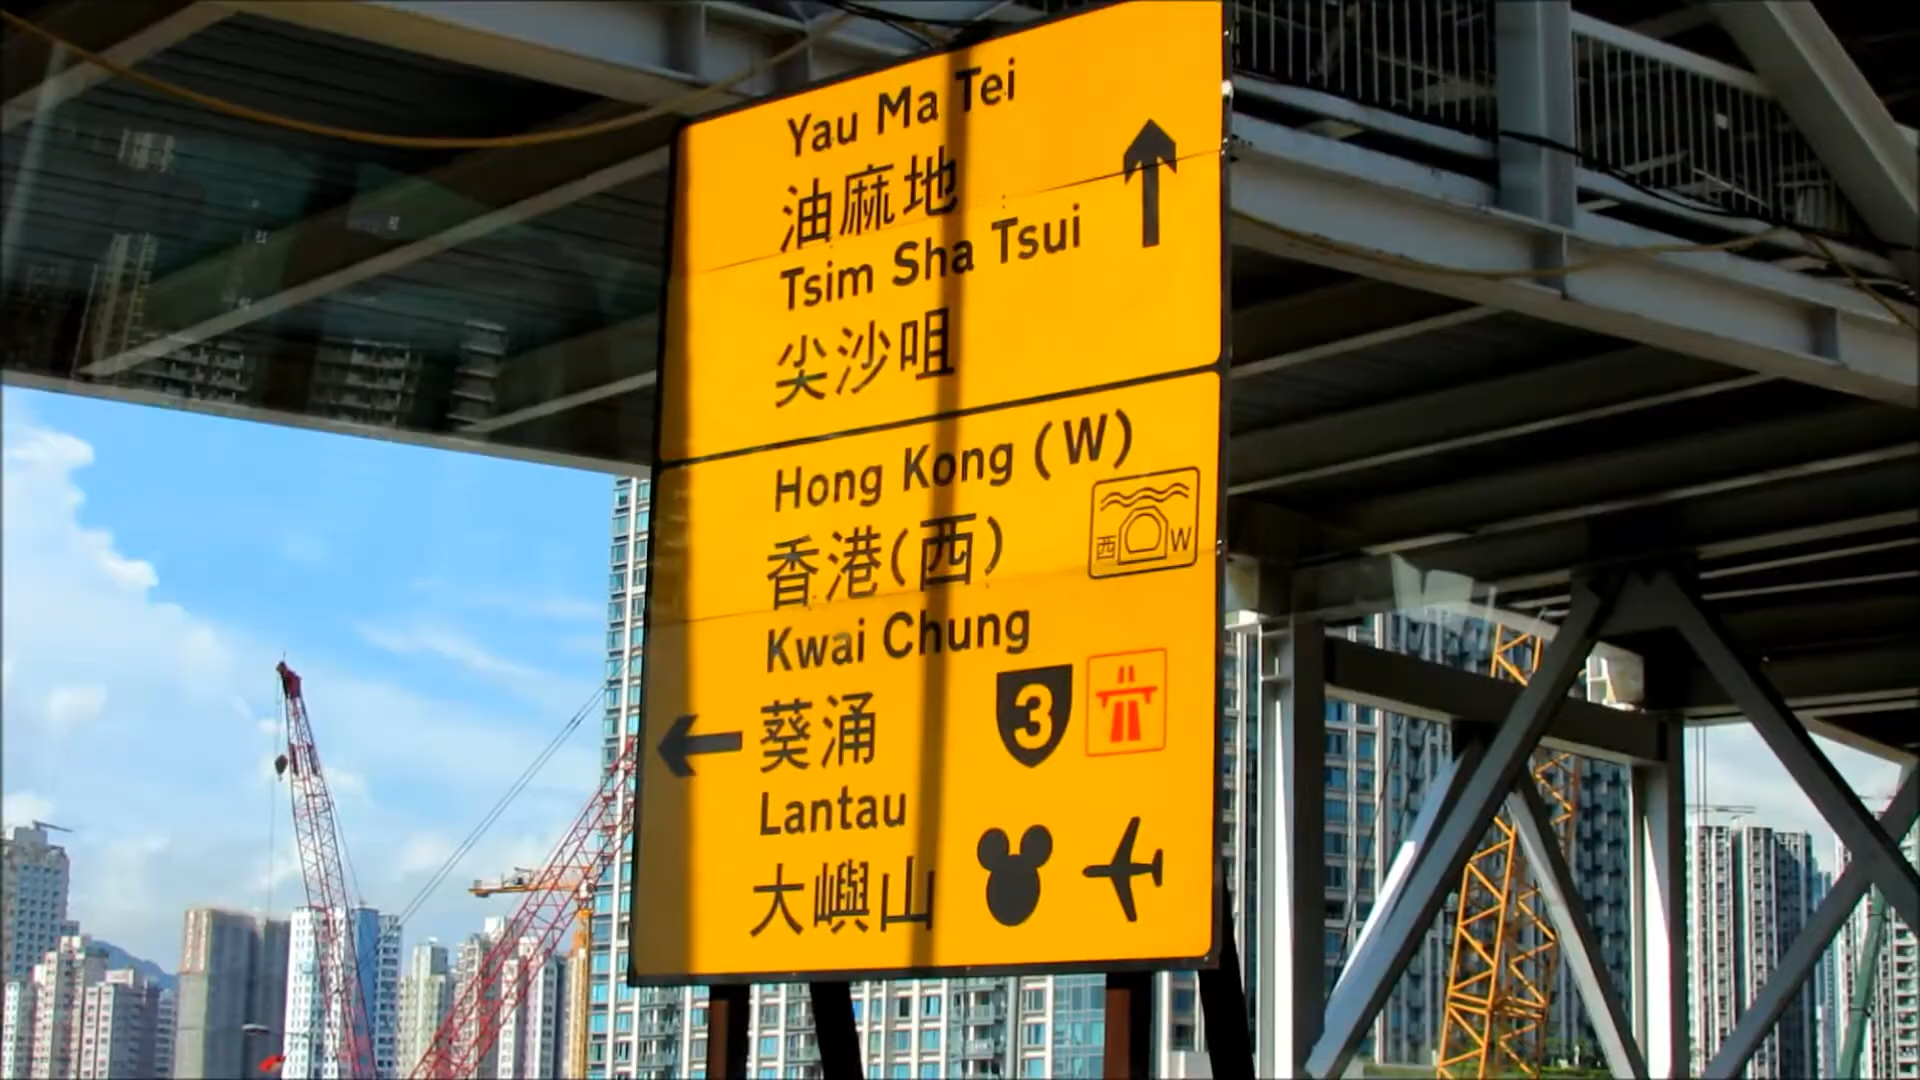 Yau Ma Tei
油麻地
Tsim Sha Tsui
尖沙咀
Hong Kong (W)
香港(西)
西 W
Kwai Chung
葵涌
3
Lantau
大嶼山